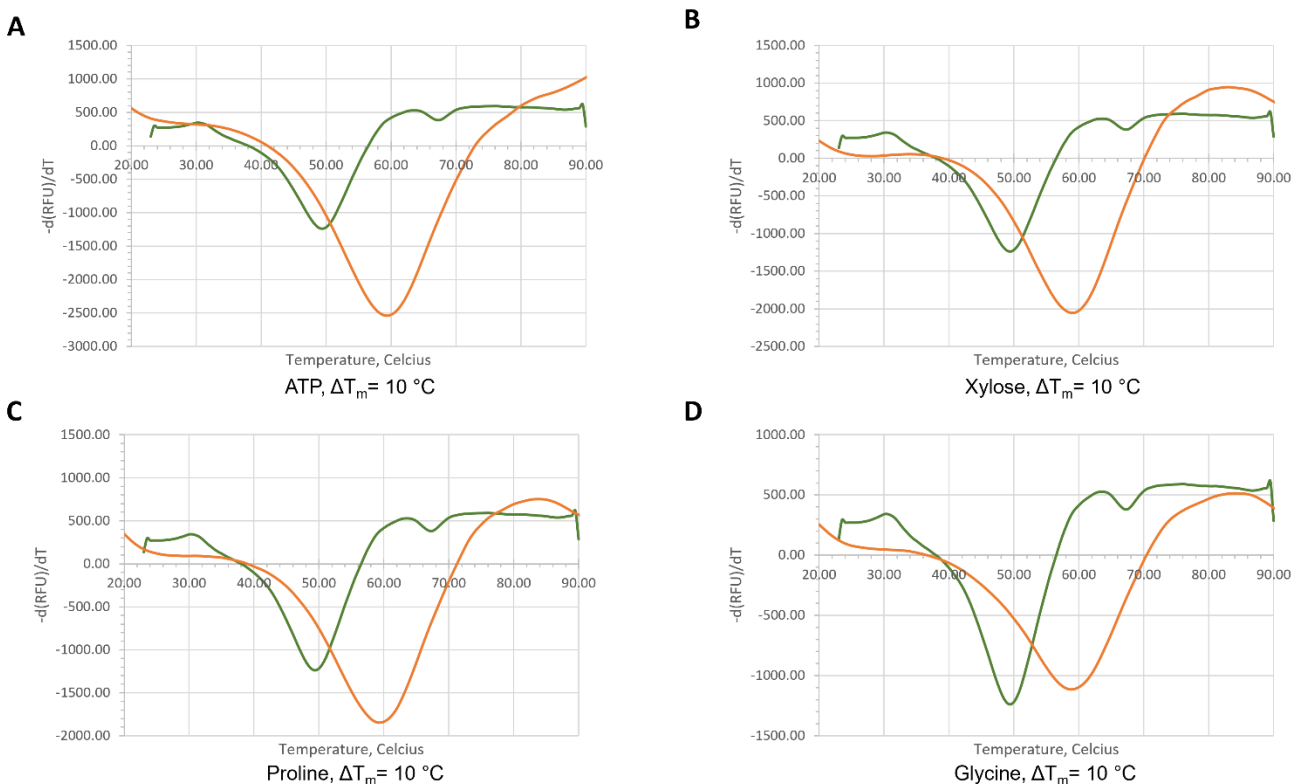 A
-d(RFU)/dT
1500.00
1000.00
500.00
0.00
-500.00
-1000.00
-1500.00
-2000.00
-2500.00
-3000.00
20.00 30.00 40.00 50.00 60.00 70.00 80.00 90.00
Temperature, Celcius
ATP, ΔTm= 10 °C
B
-d(RFU)/dT
1500.00
1000.00
500.00
0.00
-500.00
-1000.00
-1500.00
-2000.00
-2500.00
20.00 30.00 40.00 50.00 60.00 70.00 80.00 90.00
Temperature, Celcius
Xylose, ΔTm= 10 °C
C
-d(RFU)/dT
1500.00
1000.00
500.00
0.00
-500.00
-1000.00
-1500.00
-2000.00
20.00 30.00 40.00 50.00 60.00 70.00 80.00 90.00
Temperature, Celcius
Proline, ΔTm= 10 °C
D
-d(RFU)/dT
1000.00
500.00
0.00
-500.00
-1000.00
-1500.00
20.00 30.00 40.00 50.00 60.00 70.00 80.00 90.00
Temperature, Celcius
Glycine, ΔTm= 10 °C